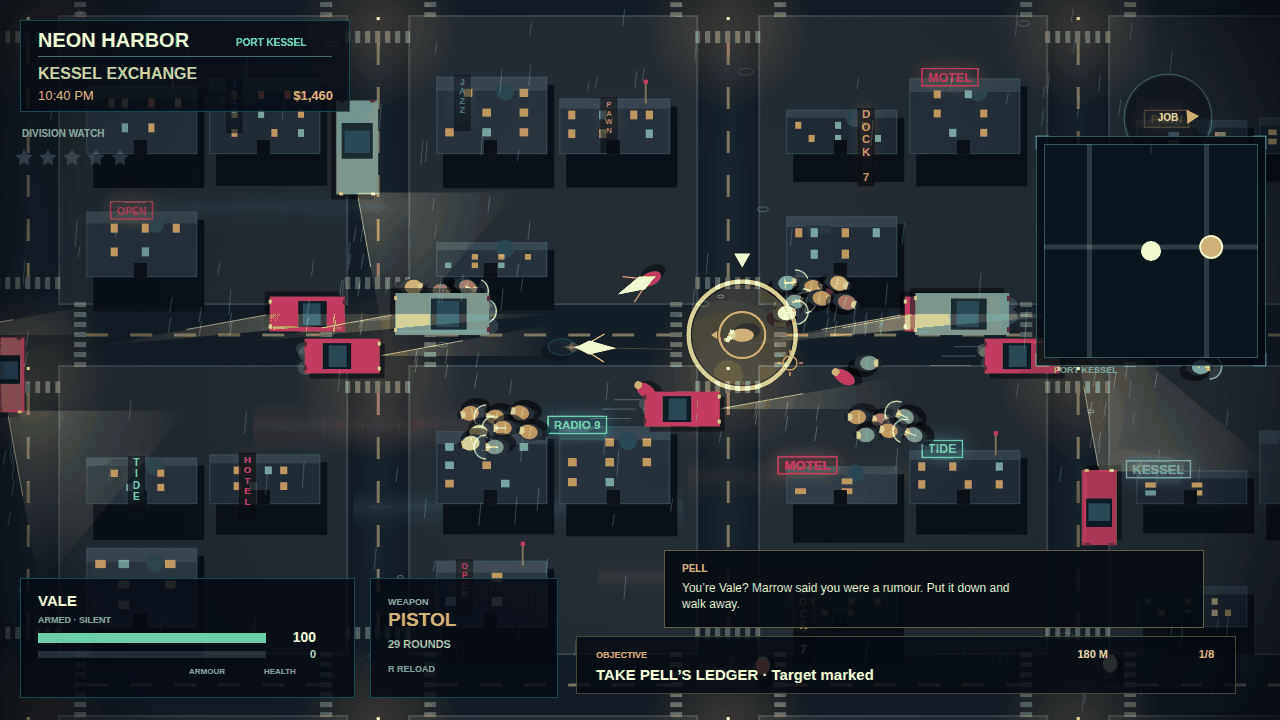 NEON HARBOR
PORT KESSEL
KESSEL EXCHANGE
10:40 PM
$1,460
DIVISION WATCH
JAZZ
PAWN
MOTEL
DOCK 7
JOB
OPEN
PORT KESSEL
RADIO 9
TIDE
HOTEL
MOTEL
TIDE
KESSEL
OPEN
PELL
You're Vale? Marrow said you were a rumour. Put it down and
walk away.
VALE
ARMED · SILENT
100
0
ARMOUR
HEALTH
WEAPON
PISTOL
29 ROUNDS
R RELOAD
OBJECTIVE
180 M
1/8
TAKE PELL'S LEDGER · Target marked